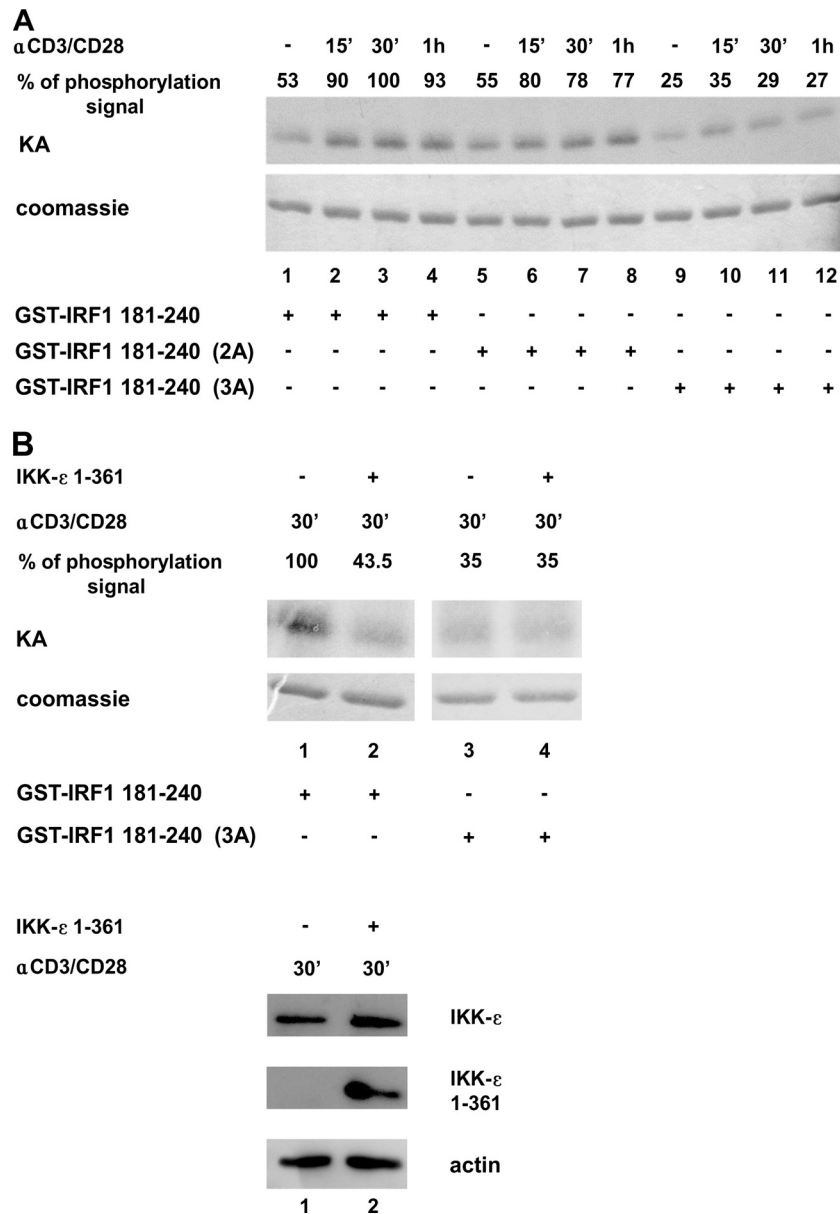 A
αCD3/CD28 - 15' 30' 1h - 15' 30' 1h - 15' 30' 1h
% of phosphorylation 53 90 100 93 55 80 78 77 25 35 29 27
signal
KA
coomassie
1 2 3 4 5 6 7 8 9 10 11 12
GST-IRF1 181-240 + + + + - - - - - - - -
GST-IRF1 181-240 (2A) - - - - + + + + - - - -
GST-IRF1 181-240 (3A) - - - - - - - - + + + +
B
IKK-ε 1-361 - + - +
αCD3/CD28 30' 30' 30' 30'
% of phosphorylation 100 43.5 35 35
signal
KA
coomassie
1 2 3 4
GST-IRF1 181-240 + + - -
GST-IRF1 181-240 (3A) - - + +
IKK-ε 1-361 - +
αCD3/CD28 30' 30'
IKK-ε
IKK-ε
1-361
actin
1 2